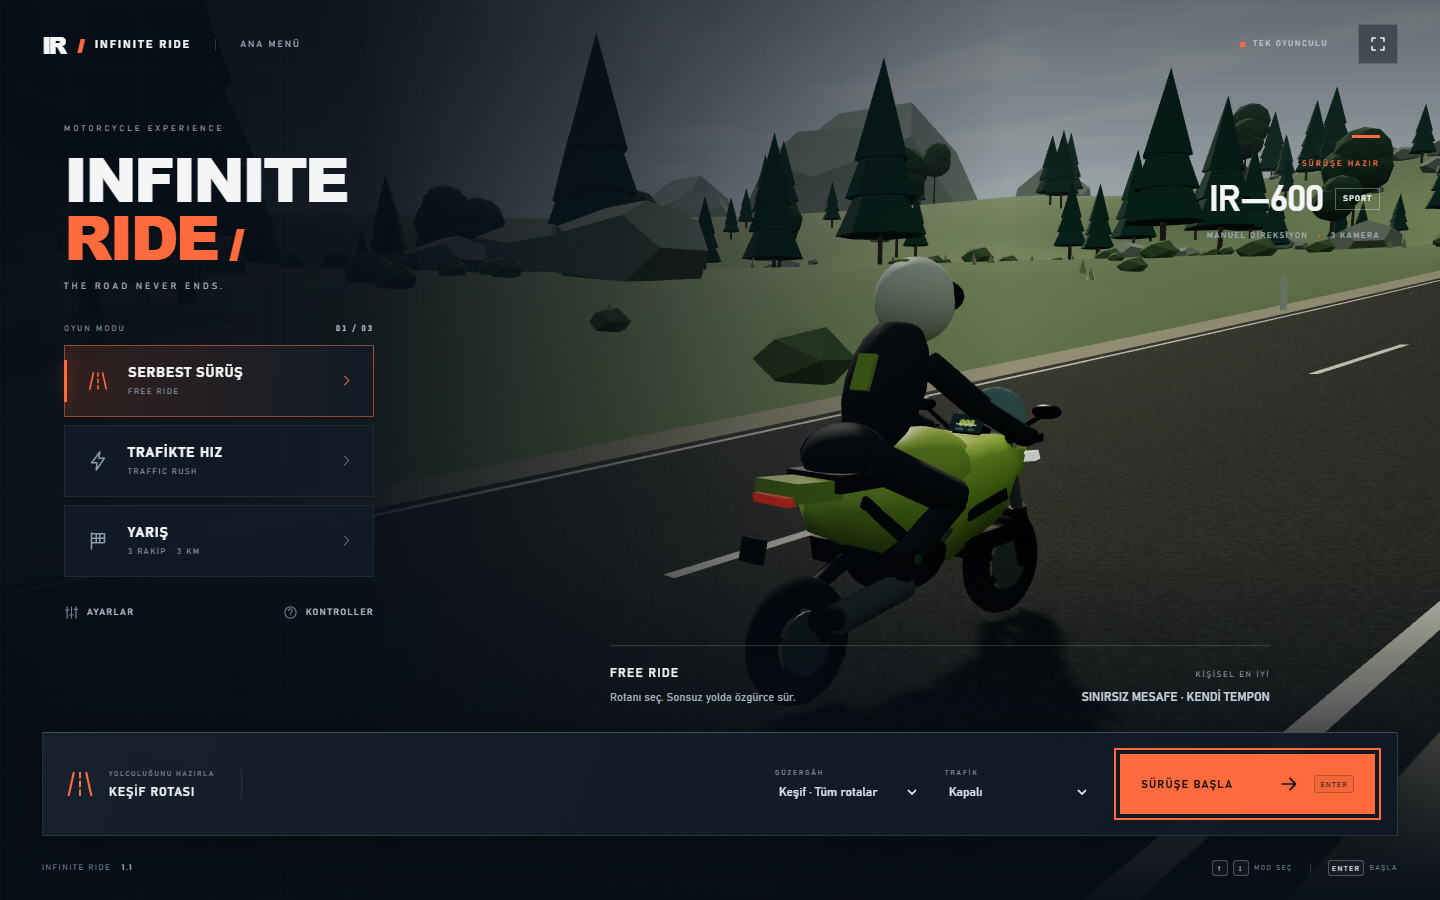 IR / INFINITE RIDE
ANA MENÜ
TEK OYUNCULU
MOTORCYCLE EXPERIENCE
INFINITE
RIDE /
THE ROAD NEVER ENDS.
SÜRÜŞE HAZIR
IR—600 SPORT
MANUEL DİREKSİYON · 3 KAMERA
OYUN MODU 01 / 03
SERBEST SÜRÜŞ
FREE RIDE
TRAFİKTE HIZ
TRAFFIC RUSH
YARIŞ
3 RAKİP · 3 KM
AYARLAR
KONTROLLER
FREE RIDE
Rotanı seç. Sonsuz yolda özgürce sür.
KİŞİSEL EN İYİ
SINIRSIZ MESAFE · KENDİ TEMPON
YOLCULUĞUNU HAZIRLA
KEŞİF ROTASI
GÜZERGÂH
Keşif · Tüm rotalar
TRAFİK
Kapalı
SÜRÜŞE BAŞLA → ENTER
INFINITE RIDE 1.1
↑ ↓ MOD SEÇ
ENTER BAŞLA